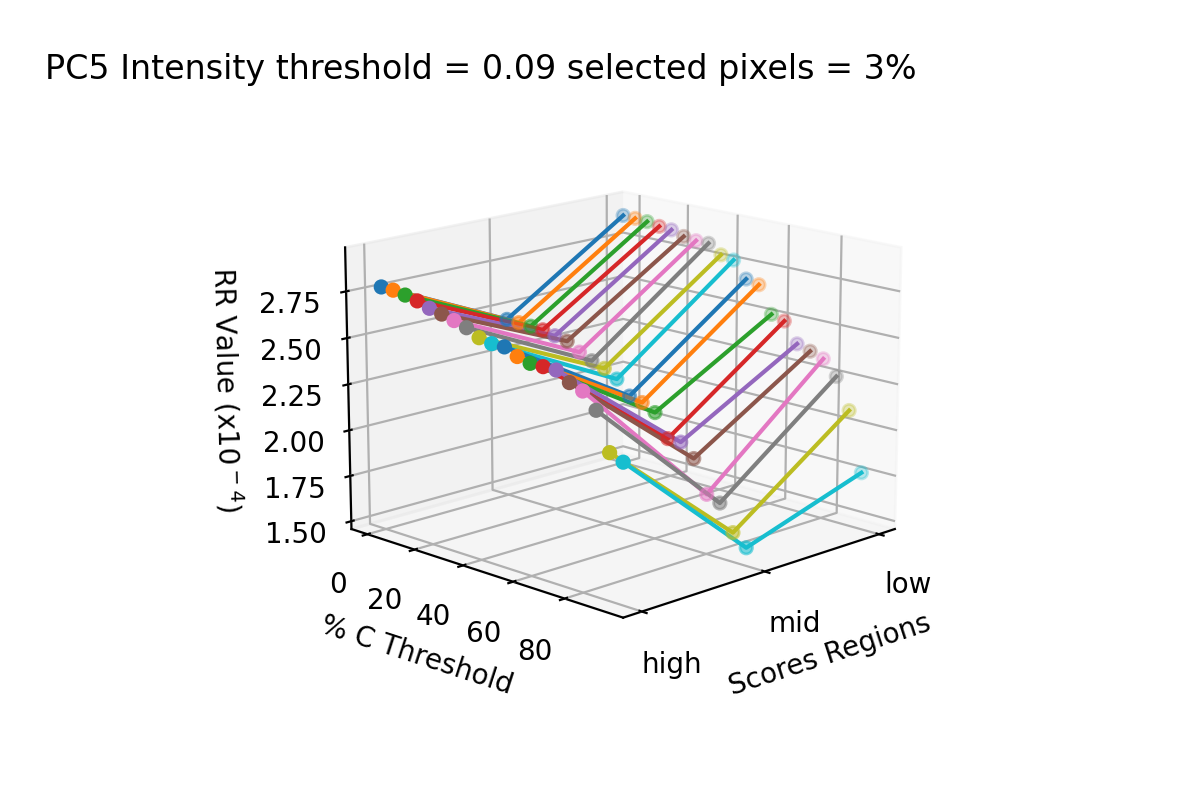 PC5 Intensity threshold = 0.09 selected pixels = 3%
RR Value (x10⁻⁴)
2.75
2.50
2.25
2.00
1.75
1.50
0
20
40
60
80
% C Threshold
high
mid
low
Scores Regions